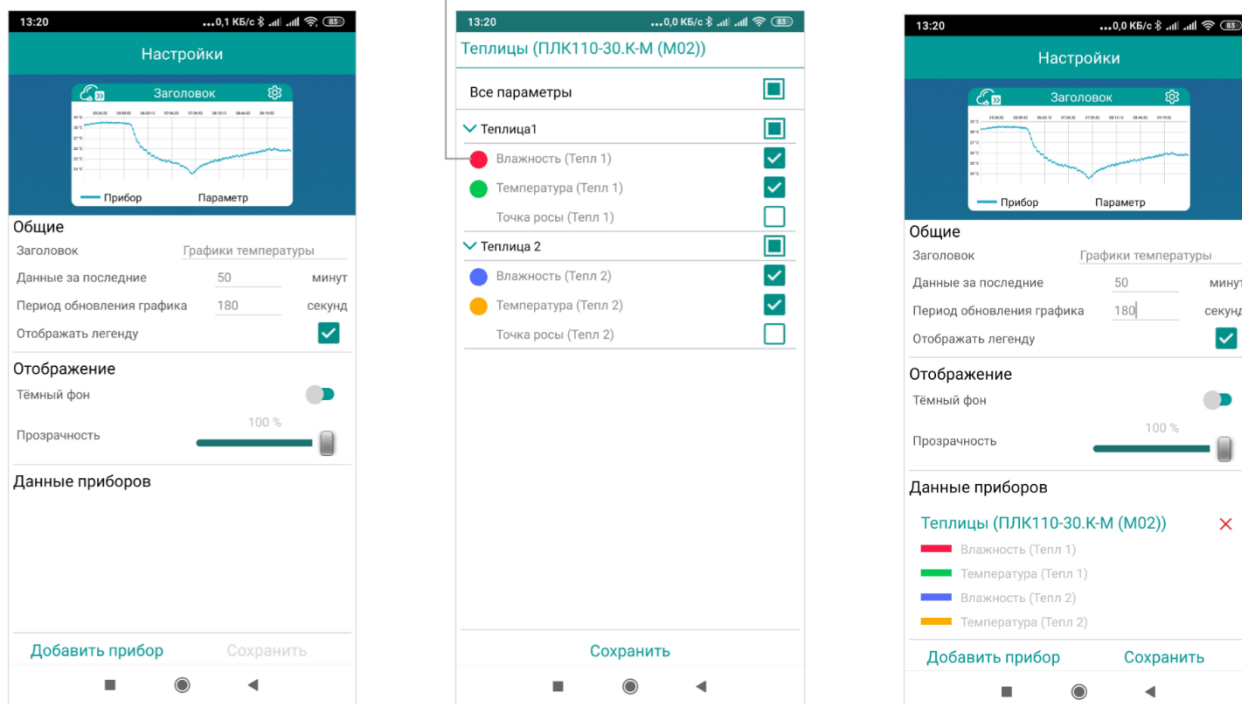 13:20 ...0,1 КБ/с 83
Настройки
Заголовок
Прибор Параметр
Общие
Заголовок Графики температуры
Данные за последние 50 минут
Период обновления графика 180 секунд
Отображать легенду
Отображение
Тёмный фон
100 %
Прозрачность
Данные приборов
Добавить прибор Сохранить
13:20 ...0,0 КБ/с 83
Теплицы (ПЛК110-30.К-М (М02))
Все параметры
Теплица1
Влажность (Тепл 1)
Температура (Тепл 1)
Точка росы (Тепл 1)
Теплица 2
Влажность (Тепл 2)
Температура (Тепл 2)
Точка росы (Тепл 2)
Сохранить
13:20 ...0,0 КБ/с 83
Настройки
Заголовок
Прибор Параметр
Общие
Заголовок Графики температуры
Данные за последние 50 минут
Период обновления графика 180 секунд
Отображать легенду
Отображение
Тёмный фон
100 %
Прозрачность
Данные приборов
Теплицы (ПЛК110-30.К-М (М02))
Влажность (Тепл 1)
Температура (Тепл 1)
Влажность (Тепл 2)
Температура (Тепл 2)
Добавить прибор Сохранить